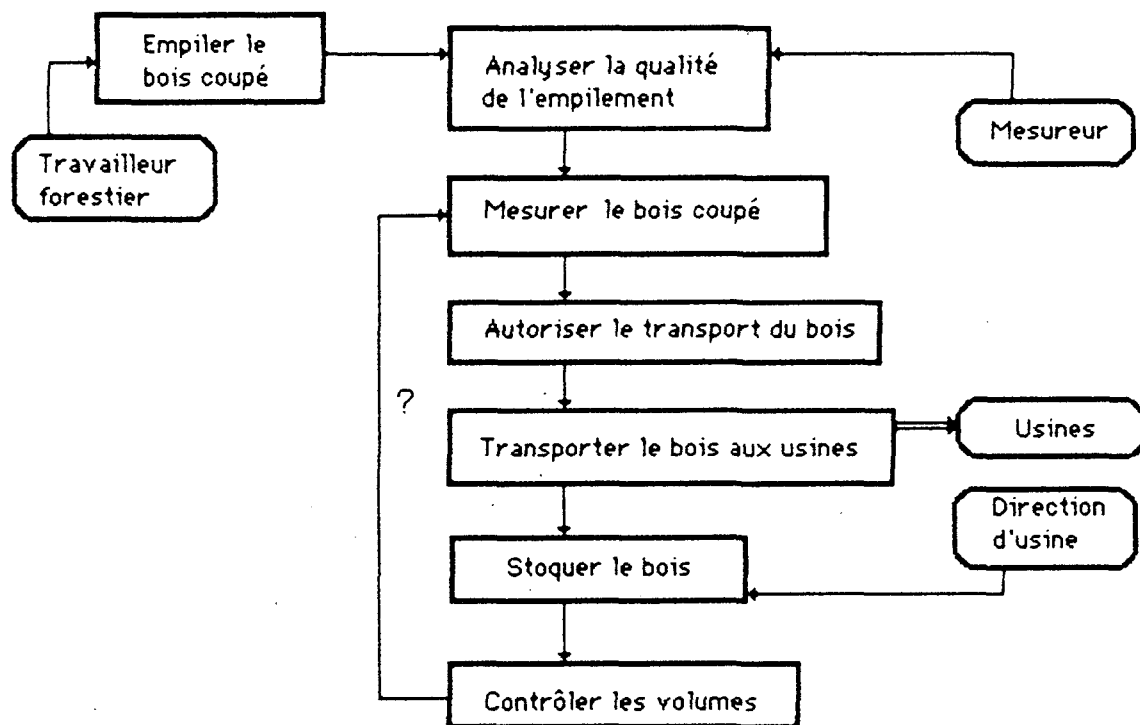 Empiler le
bois coupé
Analyser la qualité
de l'empilement
Mesureur
Travailleur
forestier
Mesurer le bois coupé
Autoriser le transport du bois
?
Transporter le bois aux usines
Usines
Direction
d'usine
Stoquer le bois
Contrôler les volumes